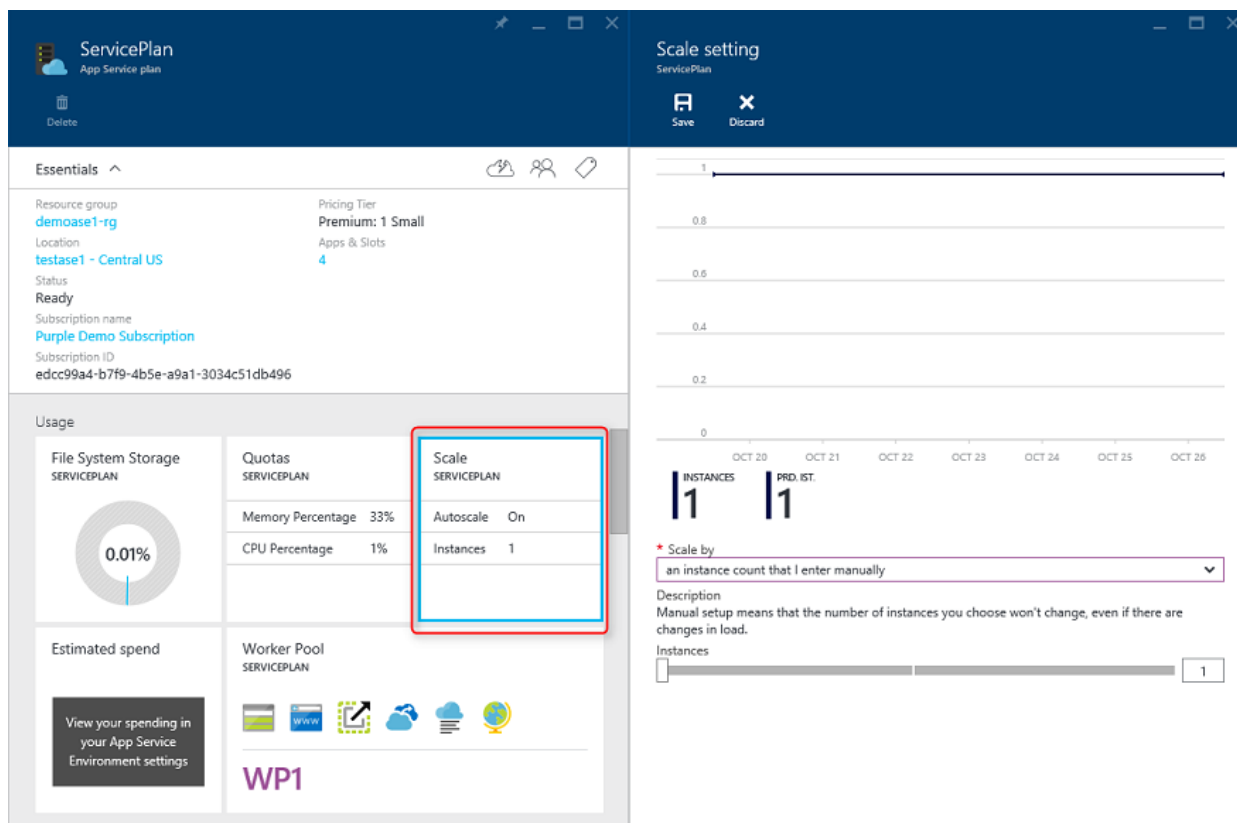 ServicePlan
App Service plan
Delete
Essentials
Resource group
demoase1-rg
Location
testase1 - Central US
Status
Ready
Subscription name
Purple Demo Subscription
Subscription ID
edcc99a4-b7f9-4b5e-a9a1-3034c51db496
Pricing Tier
Premium: 1 Small
Apps & Slots
4
Usage
File System Storage
SERVICEPLAN
0.01%
Quotas
SERVICEPLAN
Memory Percentage 33%
CPU Percentage 1%
Scale
SERVICEPLAN
Autoscale On
Instances 1
Estimated spend
View your spending in
your App Service
Environment settings
Worker Pool
SERVICEPLAN
www
WP1
Scale setting
ServicePlan
Save Discard
1
0.8
0.6
0.4
0.2
0
OCT 20 OCT 21 OCT 22 OCT 23 OCT 24 OCT 25 OCT 26
INSTANCES
1
PRD. IST.
1
* Scale by
an instance count that I enter manually
Description
Manual setup means that the number of instances you choose won't change, even if there are
changes in load.
Instances
1